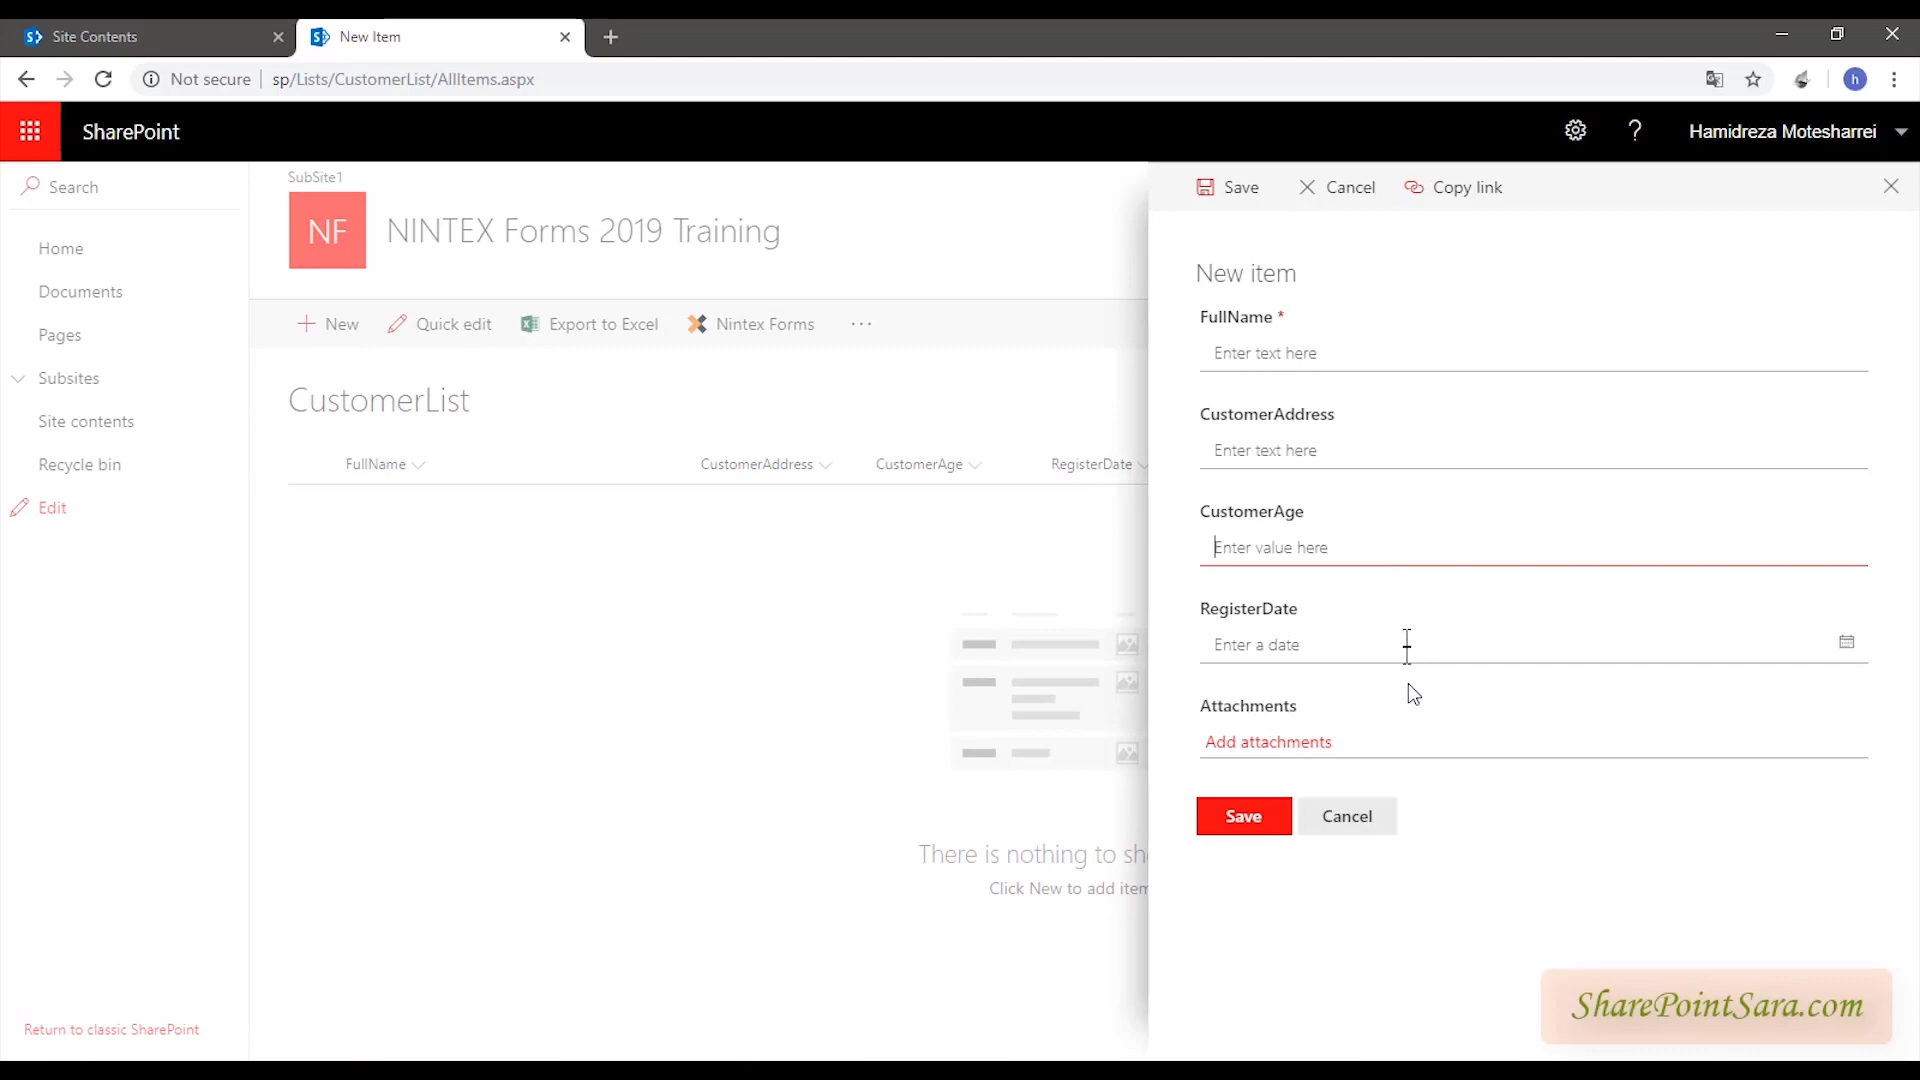 Site Contents
New Item
Not secure
sp/Lists/CustomerList/AllItems.aspx
h
SharePoint
?
Hamidreza Motesharrei
Search
Home
Documents
Pages
Subsites
Site contents
Recycle bin
Edit
Return to classic SharePoint
SubSite1
NF
NINTEX Forms 2019 Training
New
Quick edit
Export to Excel
Nintex Forms
...
CustomerList
FullName
CustomerAddress
CustomerAge
RegisterDate
There is nothing to sh
Click New to add item
Save
Cancel
Copy link
New item
FullName *
Enter text here
CustomerAddress
Enter text here
CustomerAge
Enter value here
RegisterDate
Enter a date
Attachments
Add attachments
Save
Cancel
SharePointSara.com